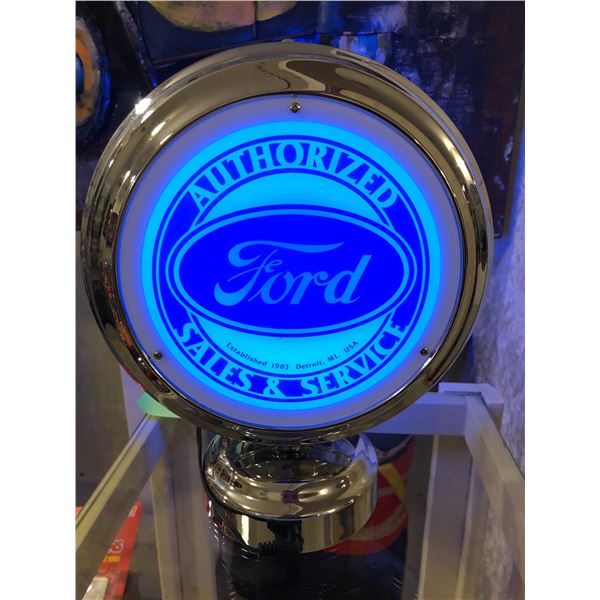 AUTHORIZED
Ford
Established 1903 Detroit, MI, USA
SALES & SERVICE